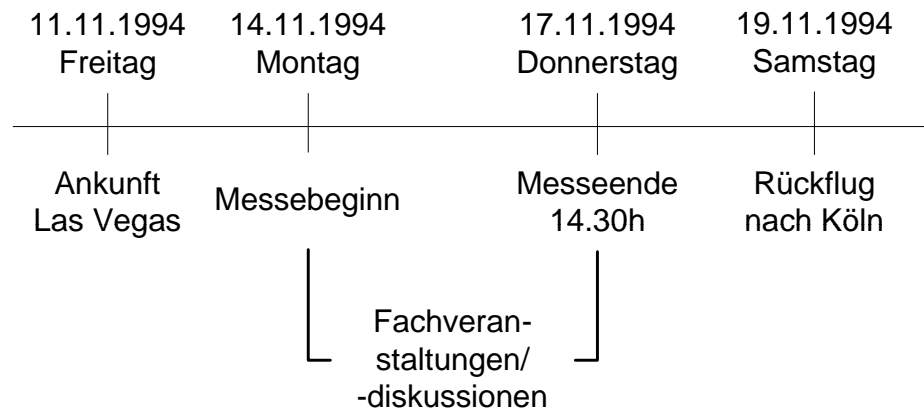 11.11.1994 14.11.1994 17.11.1994 19.11.1994
Freitag Montag Donnerstag Samstag
Ankunft
Las Vegas
Messebeginn
Messeende
14.30h
Rückflug
nach Köln
Fachveran-
staltungen/
-diskussionen